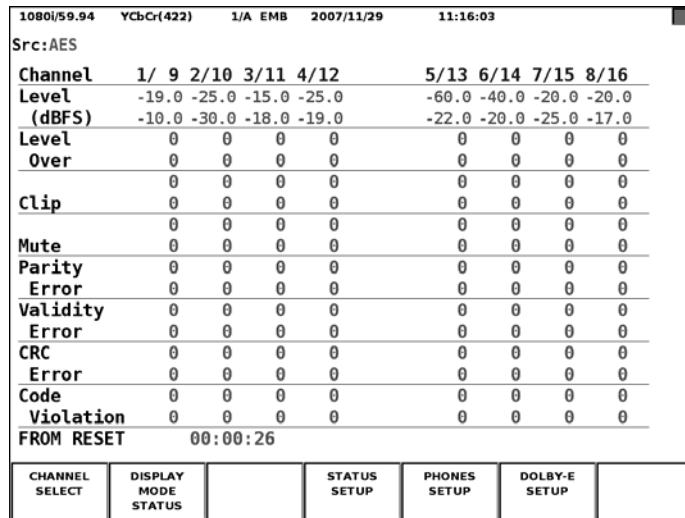 1080i/59.94 YCbCr(422) 1/A EMB 2007/11/29 11:16:03
Src:AES
Channel 1/ 9 2/10 3/11 4/12 5/13 6/14 7/15 8/16
Level -19.0 -25.0 -15.0 -25.0 -60.0 -40.0 -20.0 -20.0
(dBFS) -10.0 -30.0 -18.0 -19.0 -22.0 -20.0 -25.0 -17.0
Level 0 0 0 0 0 0 0 0
Over 0 0 0 0 0 0 0 0
0 0 0 0 0 0 0 0
Clip 0 0 0 0 0 0 0 0
0 0 0 0 0 0 0 0
Mute 0 0 0 0 0 0 0 0
Parity 0 0 0 0 0 0 0 0
Error 0 0 0 0 0 0 0 0
Validity 0 0 0 0 0 0 0 0
Error 0 0 0 0 0 0 0 0
CRC 0 0 0 0 0 0 0 0
Error 0 0 0 0 0 0 0 0
Code 0 0 0 0 0 0 0 0
Violation 0 0 0 0 0 0 0 0
FROM RESET 00:00:26
CHANNEL
SELECT
DISPLAY
MODE
STATUS
STATUS
SETUP
PHONES
SETUP
DOLBY-E
SETUP